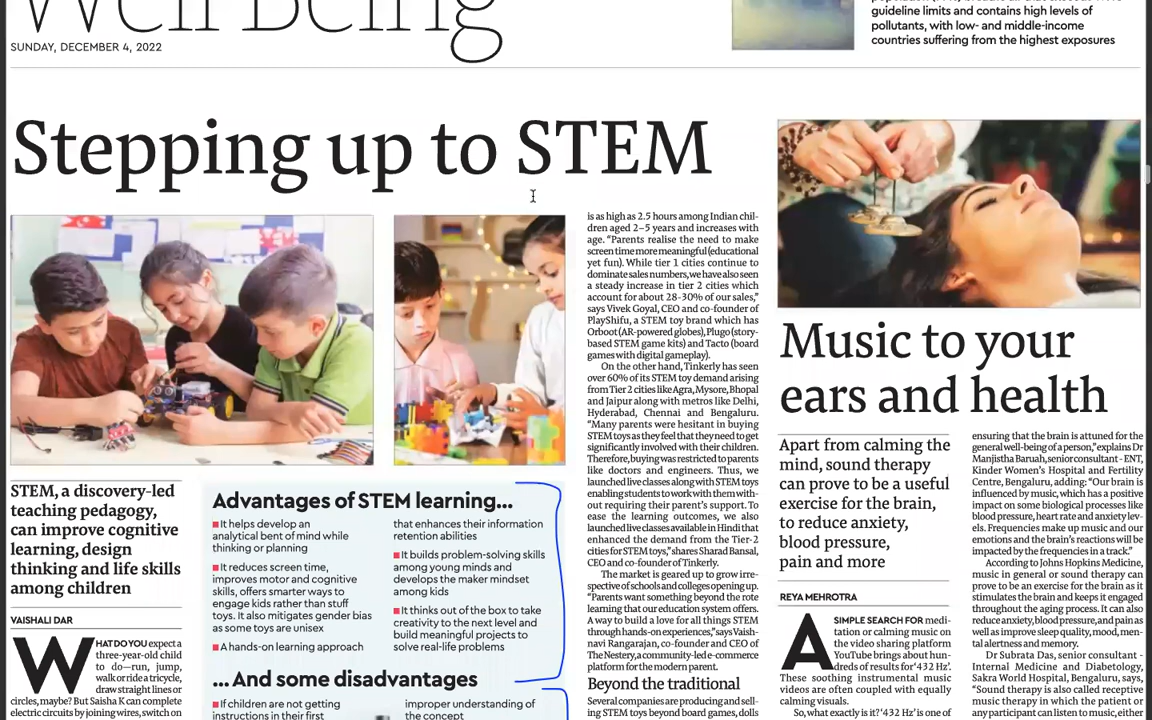 Well Being
SUNDAY, DECEMBER 4, 2022
guideline limits and contains high levels of
pollutants, with low- and middle-income
countries suffering from the highest exposures
Stepping up to STEM
STEM, a discovery-led
teaching pedagogy,
can improve cognitive
learning, design
thinking and life skills
among children
VAISHALI DAR
WHAT DO YOU expect a
three-year-old child
to do—run, jump,
walk or ride a tricycle,
draw straight lines or
circles, maybe? But Saisha K can complete
electric circuits by joining wires, switch on
Advantages of STEM learning...
It helps develop an
analytical bent of mind while
thinking or planning
It reduces screen time,
improves motor and cognitive
skills, offers smarter ways to
engage kids rather than stuff
toys. It also mitigates gender bias
as some toys are unisex
A hands-on learning approach
that enhances their information
retention abilities
It builds problem-solving skills
among young minds and
develops the maker mindset
among kids
It thinks out of the box to take
creativity to the next level and
build meaningful projects to
solve real-life problems
... And some disadvantages
If children are not getting
instructions in their first
improper understanding of
the concept
is as high as 2.5 hours among Indian chil-
dren aged 2–5 years and increases with
age. “Parents realise the need to make
screen time more meaningful (educational
yet fun). While tier 1 cities continue to
dominate sales numbers, we have also seen
a steady increase in tier 2 cities which
account for about 28-30% of our sales,”
says Vivek Goyal, CEO and co-founder of
PlayShifu, a STEM toy brand which has
Orboot (AR-powered globes), Plugo (story-
based STEM game kits) and Tacto (board
games with digital gameplay).
On the other hand, Tinkerly has seen
over 60% of its STEM toy demand arising
from Tier 2 cities like Agra, Mysore, Bhopal
and Jaipur along with metros like Delhi,
Hyderabad, Chennai and Bengaluru.
“Many parents were hesitant in buying
STEM toys as they feel that they need to get
significantly involved with their children.
Therefore, buying was restricted to parents
like doctors and engineers. Thus, we
launched live classes along with STEM toys
enabling students to work with them with-
out requiring their parent’s support. To
ease the learning outcomes, we also
launched live classes available in Hindi that
enhanced the demand from the Tier-2
cities for STEM toys,” shares Sharad Bansal,
CEO and co-founder of Tinkerly.
The market is geared up to grow irre-
spective of schools and colleges opening up.
“Parents want something beyond the rote
learning that our education system offers.
A way to build a love for all things STEM
through hands-on experiences,” says Vaish-
navi Rangarajan, co-founder and CEO of
The Nestery, a community-led e-commerce
platform for the modern parent.
Beyond the traditional
Several companies are producing and sell-
ing STEM toys beyond board games, dolls
Music to your
ears and health
Apart from calming the
mind, sound therapy
can prove to be a useful
exercise for the brain,
to reduce anxiety,
blood pressure,
pain and more
REYA MEHROTRA
A SIMPLE SEARCH FOR medi-
tation or calming music on
the video sharing platform
YouTube brings about hun-
dreds of results for ‘432 Hz’.
These soothing instrumental music
videos are often coupled with equally
calming visuals.
So, what exactly is it? ‘432 Hz’ is one of
ensuring that the brain is attuned for the
general well-being of a person,” explains Dr
Manjistha Baruah, senior consultant - ENT,
Kinder Women’s Hospital and Fertility
Centre, Bengaluru, adding: “Our brain is
influenced by music, which has a positive
impact on some biological processes like
blood pressure, heart rate and anxiety lev-
els. Frequencies make up music and our
emotions and the brain’s reactions will be
impacted by the frequencies in a track.”
According to Johns Hopkins Medicine,
music in general or sound therapy can
prove to be an exercise for the brain as it
stimulates the brain and keeps it engaged
throughout the aging process. It can also
reduce anxiety, blood pressure, and pain as
well as improve sleep quality, mood, men-
tal alertness and memory.
Dr Subrata Das, senior consultant -
Internal Medicine and Diabetology,
Sakra World Hospital, Bengaluru, says,
“Sound therapy is also called receptive
music therapy in which the patient or
any participant can listen to music, either